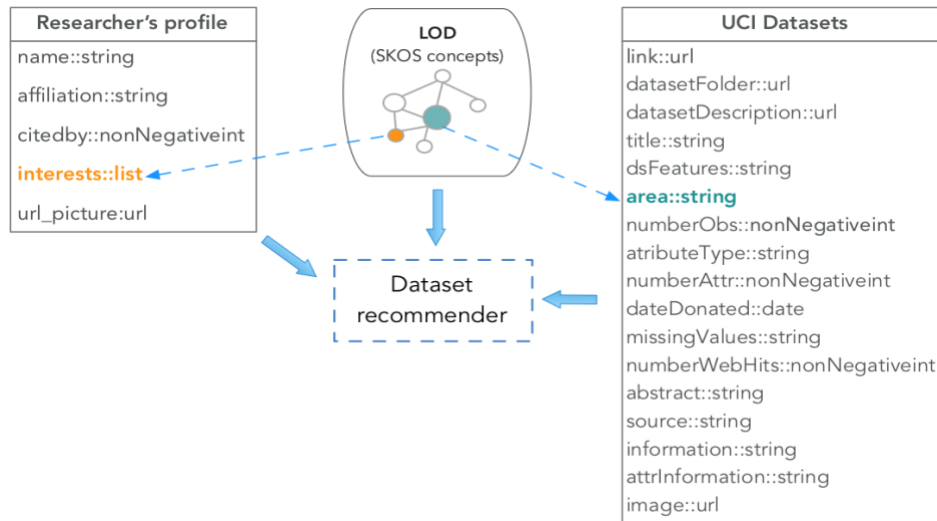 Researcher's profile
name::string
affiliation::string
citedby::nonNegativeint
interests::list
url_picture:url
LOD
(SKOS concepts)
Dataset
recommender
UCI Datasets
link::url
datasetFolder::url
datasetDescription::url
title::string
dsFeatures::string
area::string
numberObs::nonNegativeint
atributeType::string
numberAttr::nonNegativeint
dateDonated::date
missingValues::string
numberWebHits::nonNegativeint
abstract::string
source::string
information::string
attrInformation::string
image::url